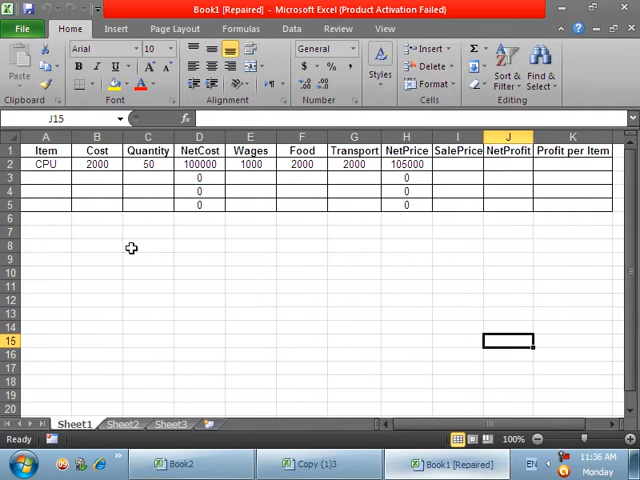 Book1 [Repaired] - Microsoft Excel (Product Activation Failed)
File Home Insert Page Layout Formulas Data Review View
Paste Arial 10 General Styles Insert Delete Format Sort & Filter Find & Select
Clipboard Font Alignment Number Cells Editing
J15 fx
A B C D E F G H I J K
1 Item Cost Quantity NetCost Wages Food Transport NetPrice SalePrice NetProfit Profit per Item
2 CPU 2000 50 100000 1000 2000 2000 105000
3 0 0
4 0 0
5 0 0
6
7
8
9
10
11
12
13
14
15
16
17
18
19
20
Sheet1 Sheet2 Sheet3
Ready 100%
Book2 Copy (1)3 Book1 [Repaired] EN 11:36 AM
Monday